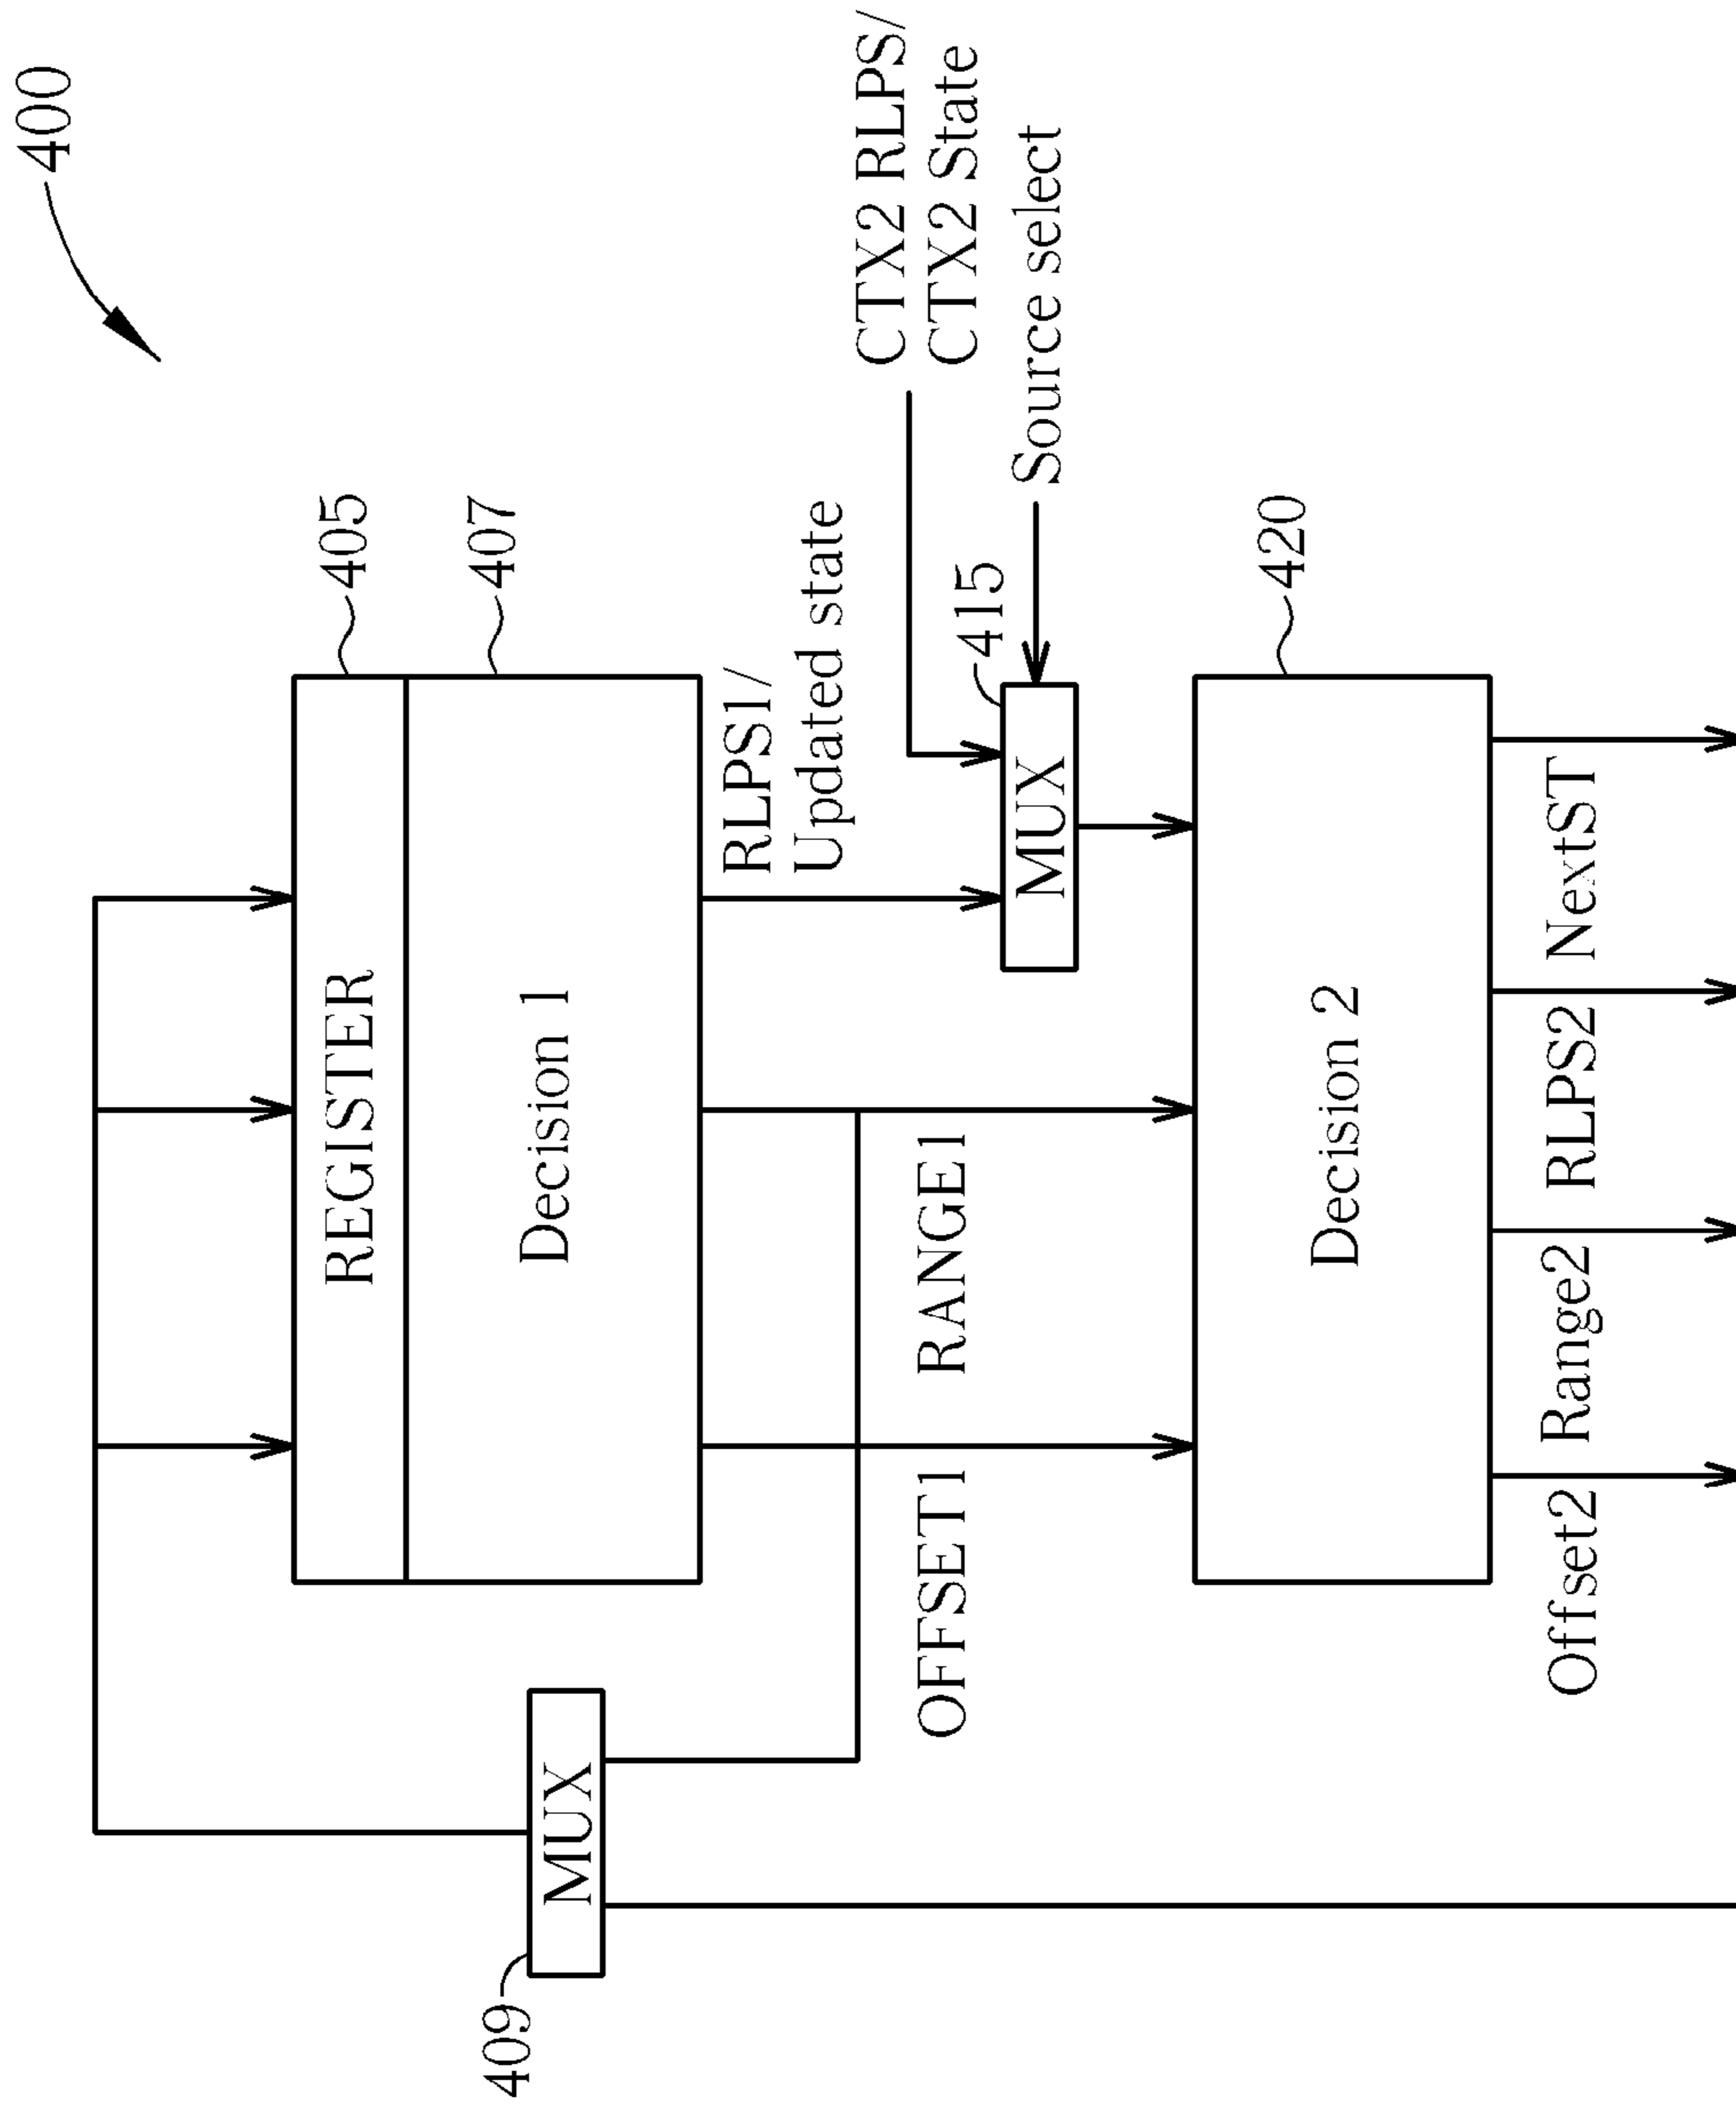 400
REGISTER
405
Decision 1
407
409
MUX
RLPS1/
Updated state
CTX2 RLPS/
CTX2 State
Source select
OFFSET1
RANGE1
415
MUX
Decision 2
420
Offset2
Range2
RLPS2
NextST